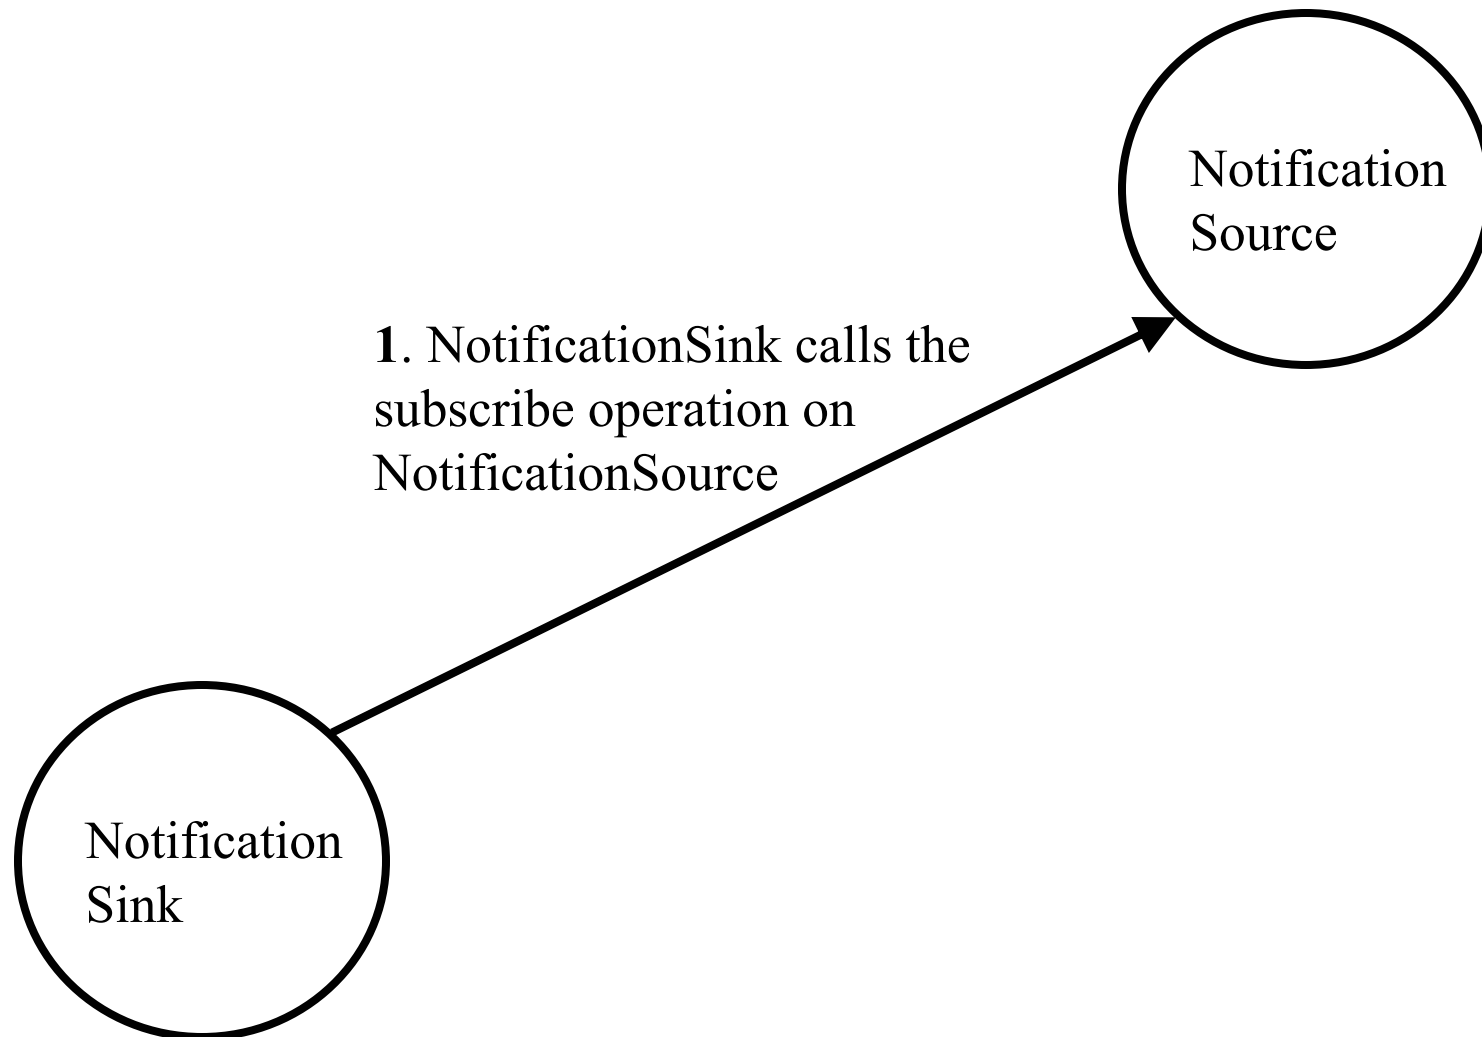 Notification
Source
1. NotificationSink calls the
subscribe operation on
NotificationSource
Notification
Sink